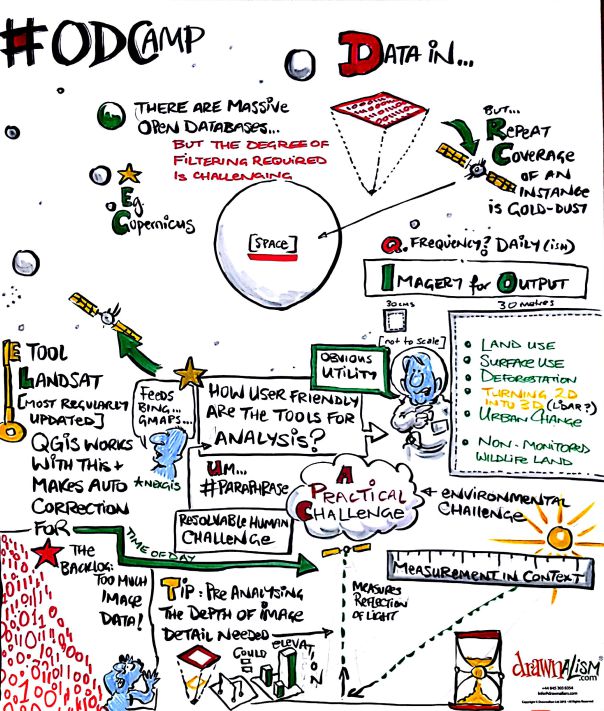 #ODCAMP
DATA IN...
THERE ARE MASSIVE
OPEN DATABASES...
BUT THE DEGREE OF
FILTERING REQUIRED
IS CHALLENGING
Eg.
Copernicus
BUT...
REPEAT
COVERAGE
OF AN
INSTANCE
IS GOLD-DUST
[SPACE]
Q. FREQUENCY? DAILY (ISH)
IMAGERY for OUTPUT
30 cms
30 metres
[not to scale]
LAND USE
SURFACE USE
DEFORESTATION
TURNING 2D
INTO 3D (LIDAR?)
URBAN CHANGE
NON-MONITORED
WILDLIFE LAND
OBVIOUS
UTILITY
TOOL
LANDSAT
[MOST REGULARLY
UPDATED]
QGIS WORKS
WITH THIS +
MAKES AUTO
CORRECTION
FOR
TIME OF DAY
FEEDS
BING...
GMAPS...
HOW USER FRIENDLY
ARE THE TOOLS FOR
ANALYSIS?
UM...
#PARAPHRASE
RESOLVABLE HUMAN
CHALLENGE
A
PRACTICAL
CHALLENGE
ENVIRONMENTAL
CHALLENGE
THE
BACKLOG:
TOO MUCH
IMAGE
DATA!
TIP: PRE ANALYSING
THE DEPTH OF IMAGE
DETAIL NEEDED
COULD
BE
ELEVATION
MEASURES
REFLECTION
OF LIGHT
MEASUREMENT IN CONTEXT
drawnalism
.com